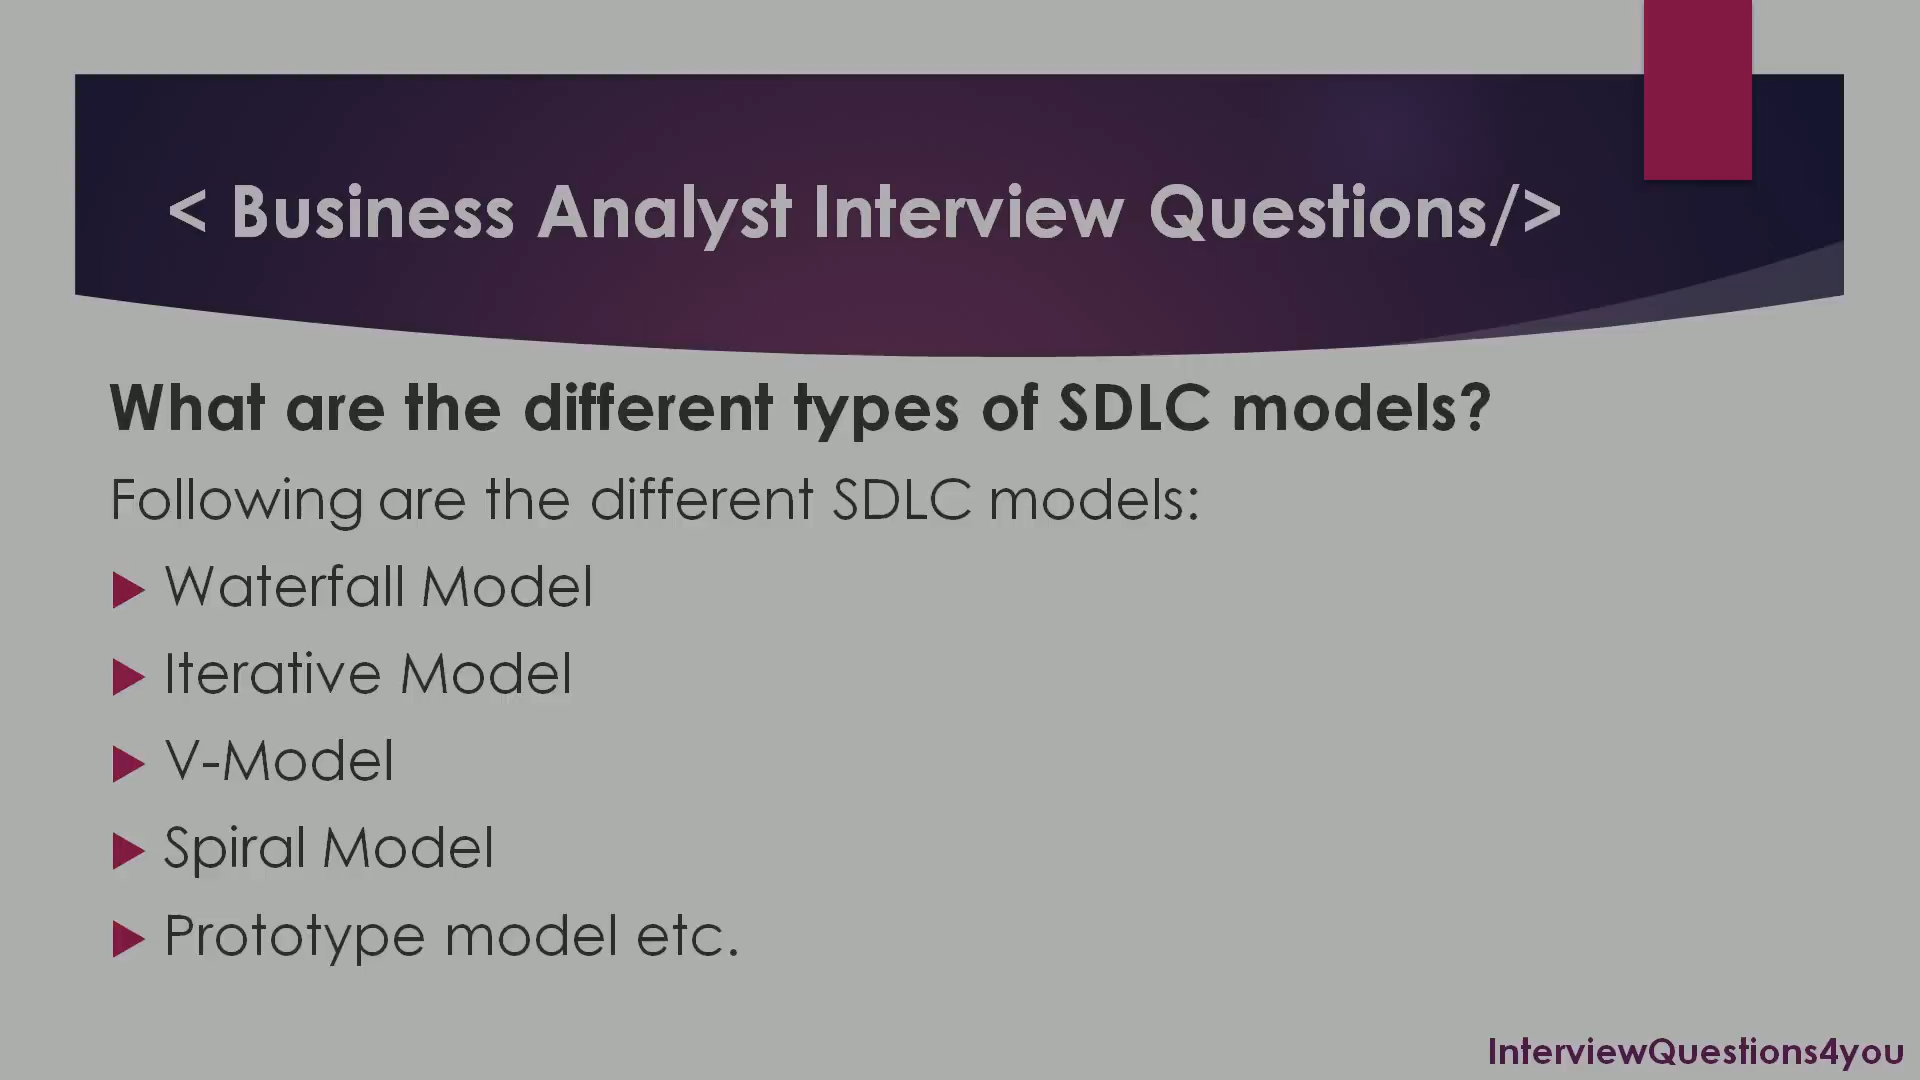 < Business Analyst Interview Questions/>
What are the different types of SDLC models?
Following are the different SDLC models:
Waterfall Model
Iterative Model
V-Model
Spiral Model
Prototype model etc.
InterviewQuestions4you